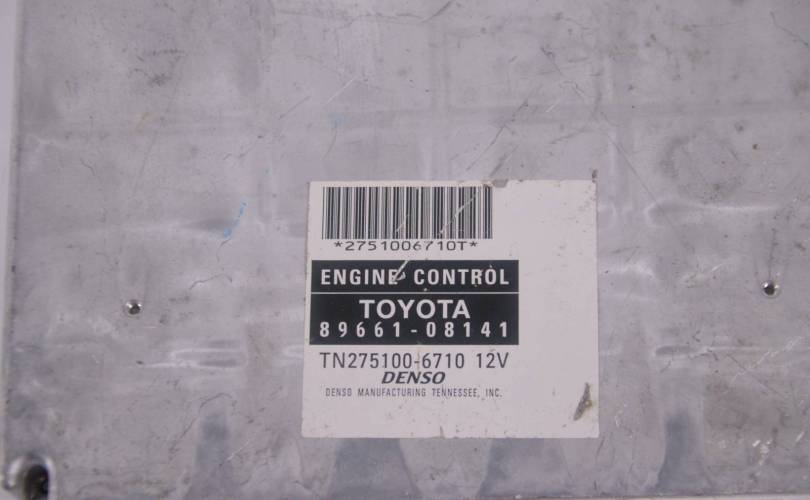 *2751006710T*
ENGINE CONTROL
TOYOTA
89661-08141
TN275100-6710 12V
DENSO
DENSO MANUFACTURING TENNESSEE, INC.